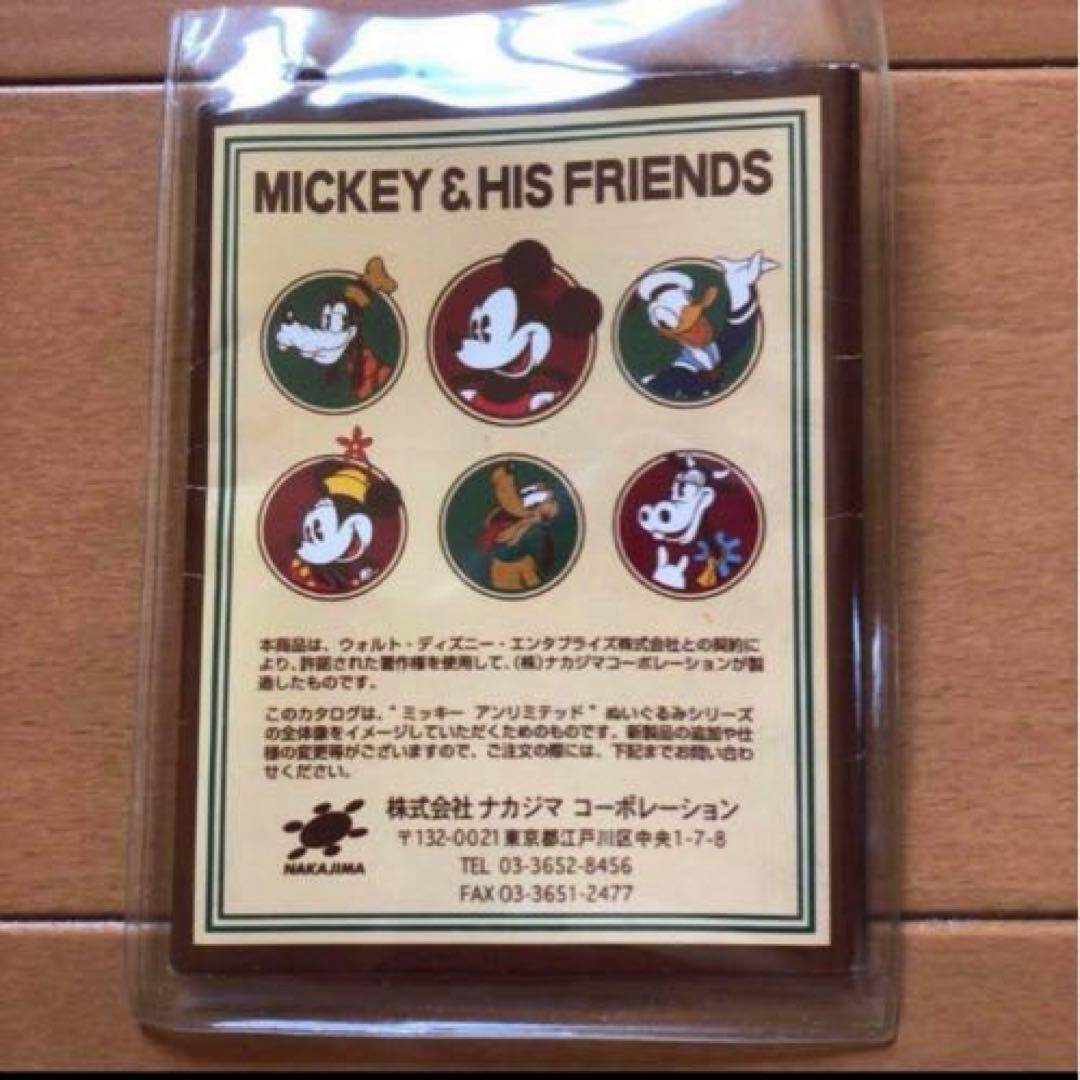 MICKEY & HIS FRIENDS
本商品は、ウォルト・ディズニー・エンタプライズ株式会社との契約に
より、許諾された著作権を使用して、(株)ナカジマコーポレーションが製
造したものです。
このカタログは、"ミッキー アンリミテッド" ぬいぐるみシリーズ
の全体像をイメージしていただくためのものです。新製品の追加や仕
様の変更等がございますので、ご注文の際には、下記までお問い合わ
せください。
株式会社 ナカジマ コーポレーション
〒132-0021 東京都江戸川区中央1-7-8
TEL 03-3652-8456
FAX 03-3651-2477
NAKAJIMA